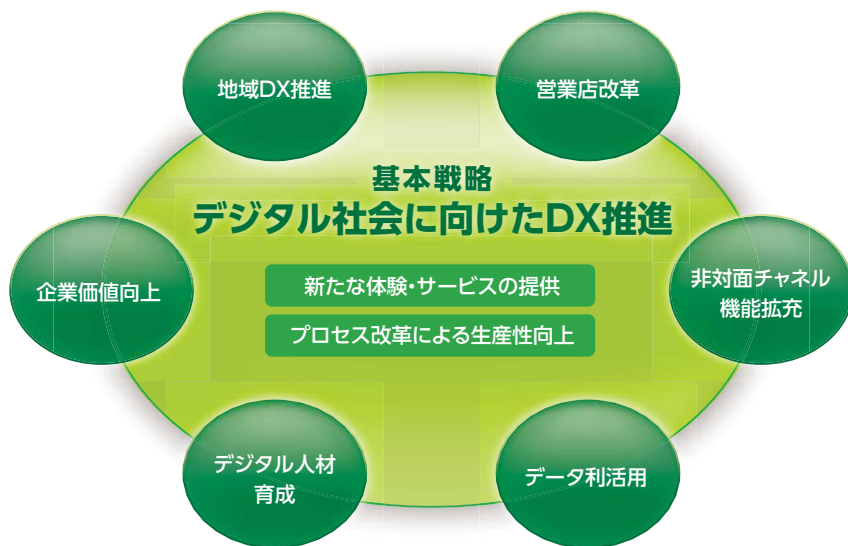 地域DX推進
営業店改革
基本戦略
デジタル社会に向けたDX推進
企業価値向上
新たな体験・サービスの提供
プロセス改革による生産性向上
非対面チャネル
機能拡充
デジタル人材
育成
データ利活用